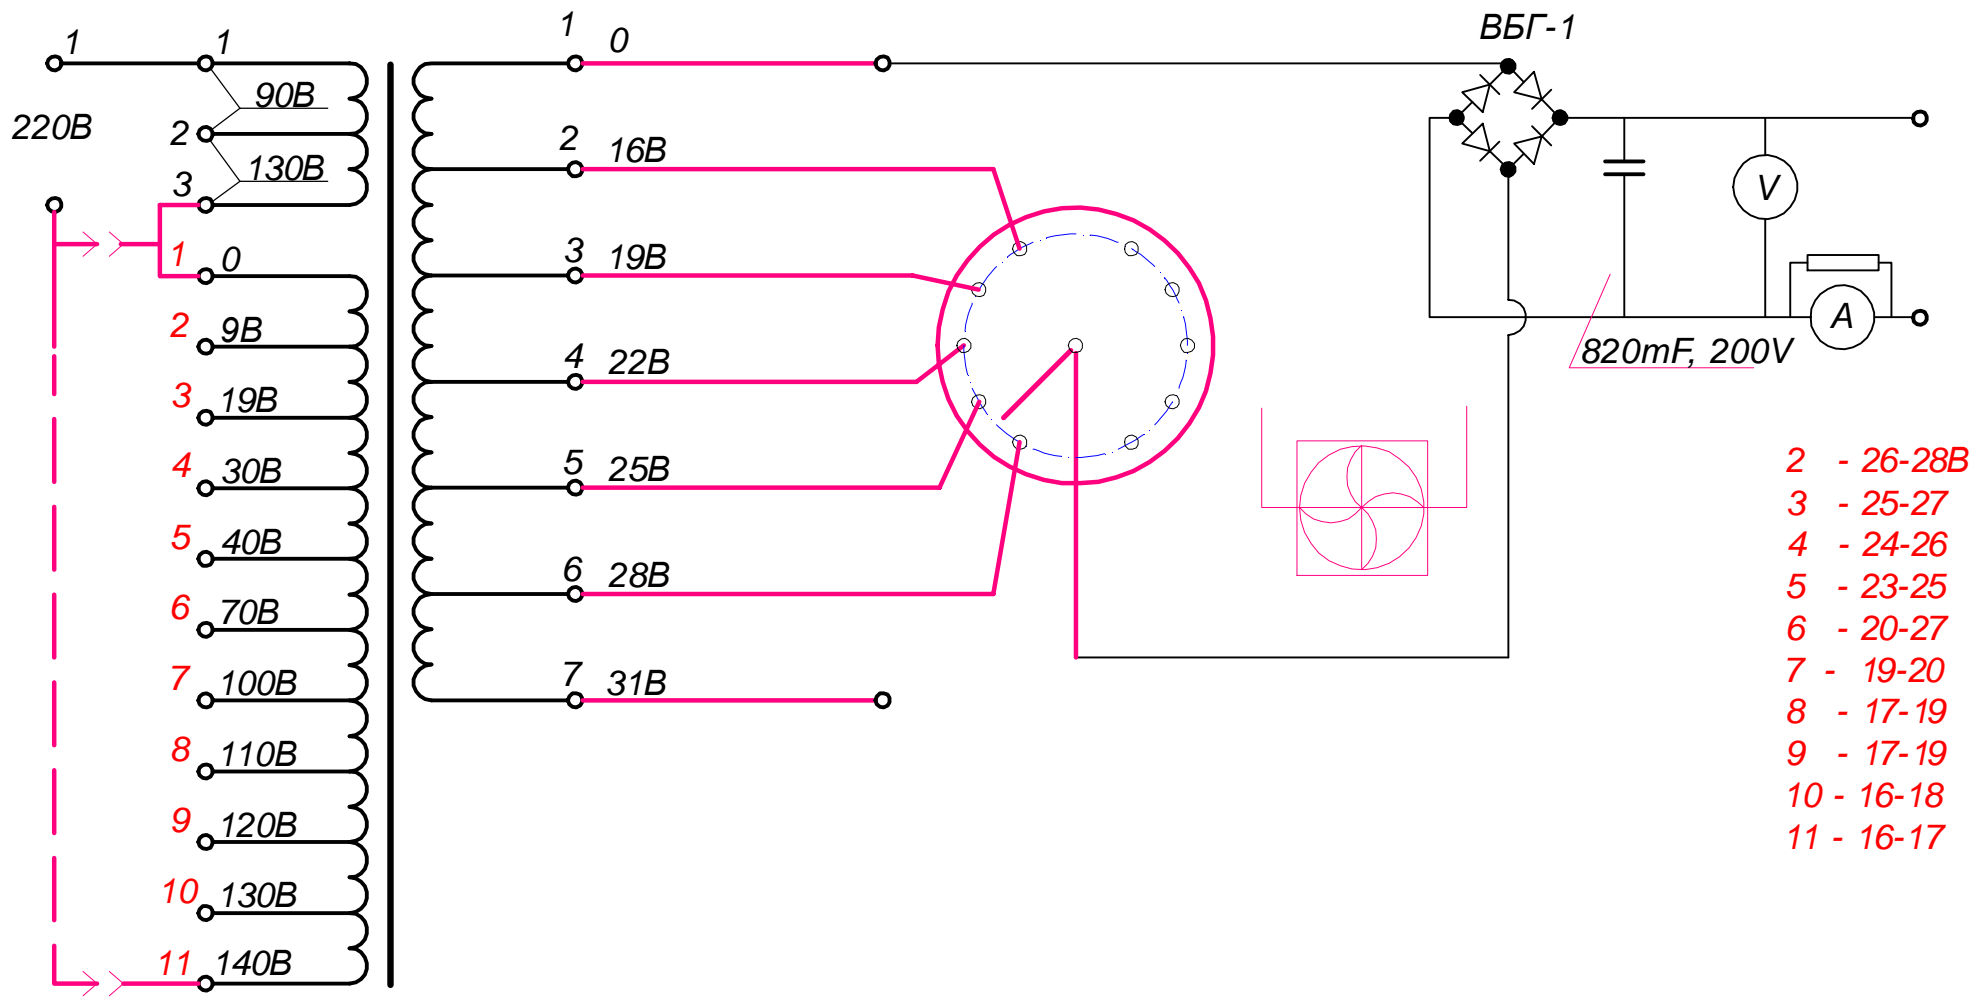 1
220В
1
90В
2
130В
3
1 0
2 9В
3 19В
4 30В
5 40В
6 70В
7 100В
8 110В
9 120В
10 130В
11 140В
1 0
2 16В
3 19В
4 22В
5 25В
6 28В
7 31В
ВБГ-1
V
A
820mF, 200V
2 - 26-28В
3 - 25-27
4 - 24-26
5 - 23-25
6 - 20-27
7 - 19-20
8 - 17-19
9 - 17-19
10 - 16-18
11 - 16-17